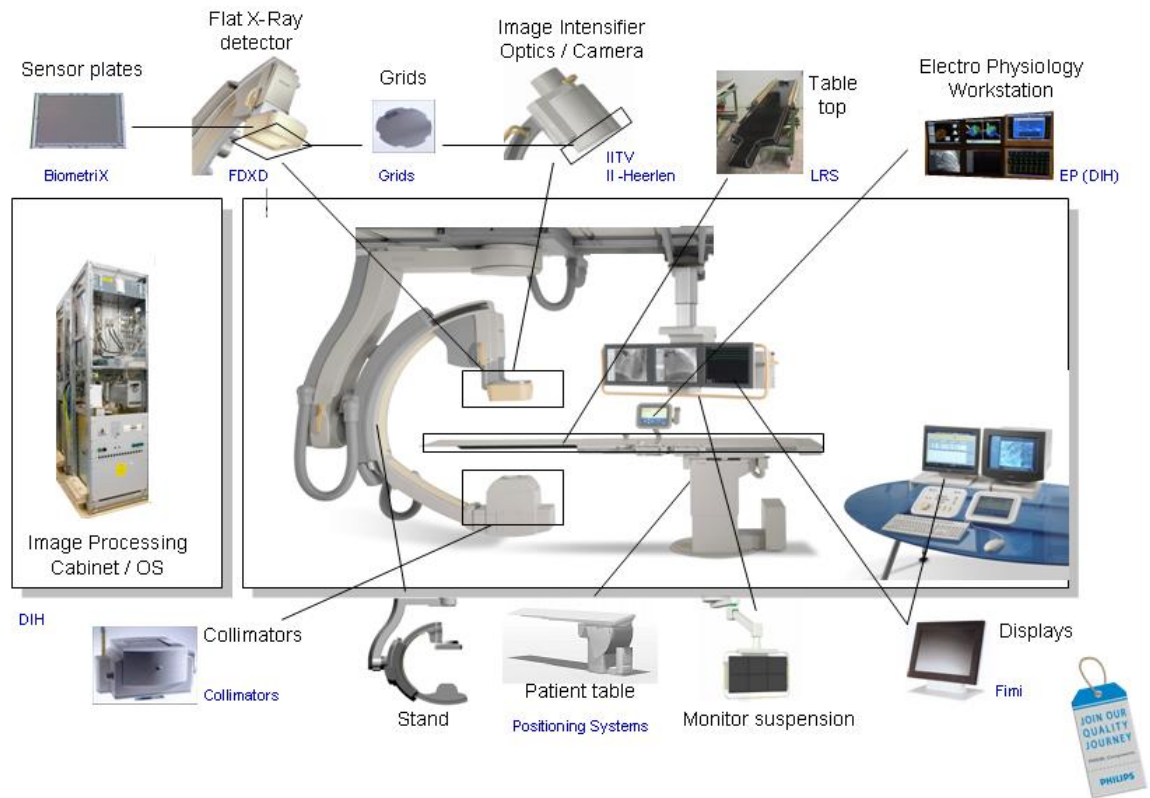 Flat X-Ray
detector
Image Intensifier
Optics / Camera
Sensor plates
Grids
Table
top
Electro Physiology
Workstation
BiometriX
FDXD
Grids
IITV
II -Heerlen
LRS
EP (DIH)
Image Processing
Cabinet / OS
DIH
Collimators
Collimators
Stand
Patient table
Positioning Systems
Monitor suspension
Displays
Fimi
JOIN OUR
QUALITY
JOURNEY
PHILIPS